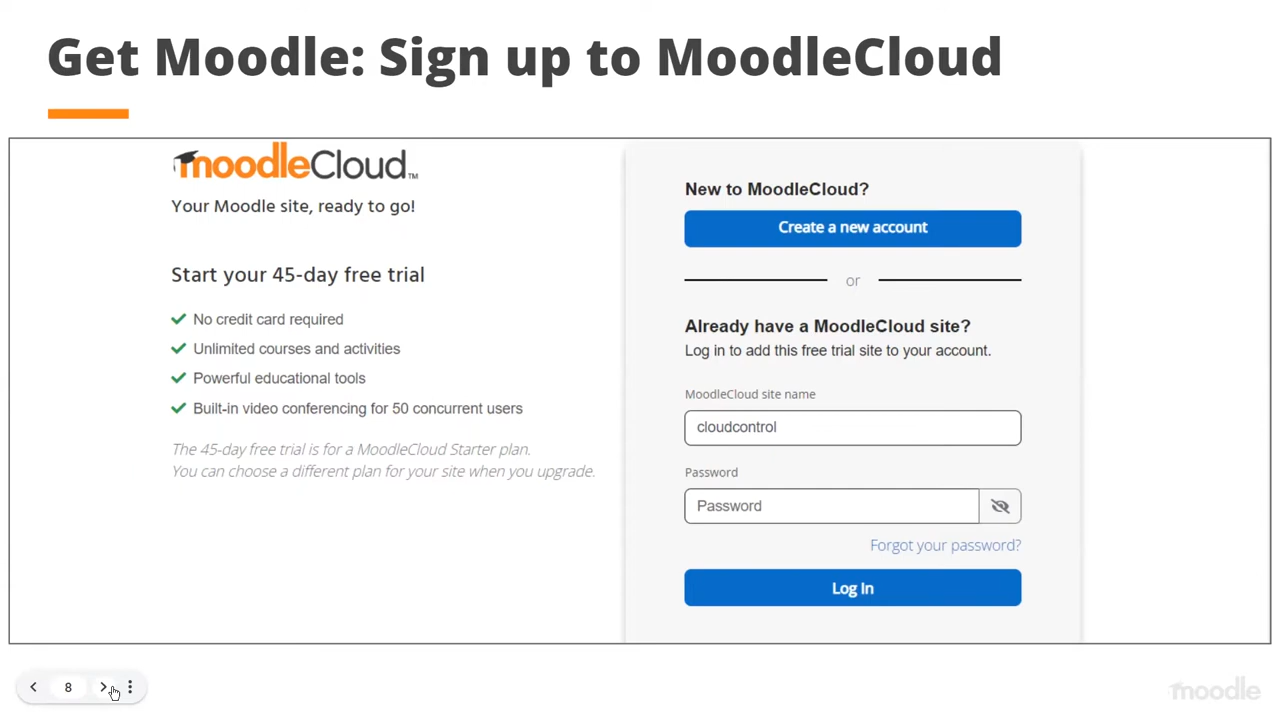 Get Moodle: Sign up to MoodleCloud
moodleCloud™
Your Moodle site, ready to go!
Start your 45-day free trial
No credit card required
Unlimited courses and activities
Powerful educational tools
Built-in video conferencing for 50 concurrent users
The 45-day free trial is for a MoodleCloud Starter plan.
You can choose a different plan for your site when you upgrade.
New to MoodleCloud?
Create a new account
or
Already have a MoodleCloud site?
Log in to add this free trial site to your account.
MoodleCloud site name
cloudcontrol
Password
Password
Forgot your password?
Log In
8
moodle